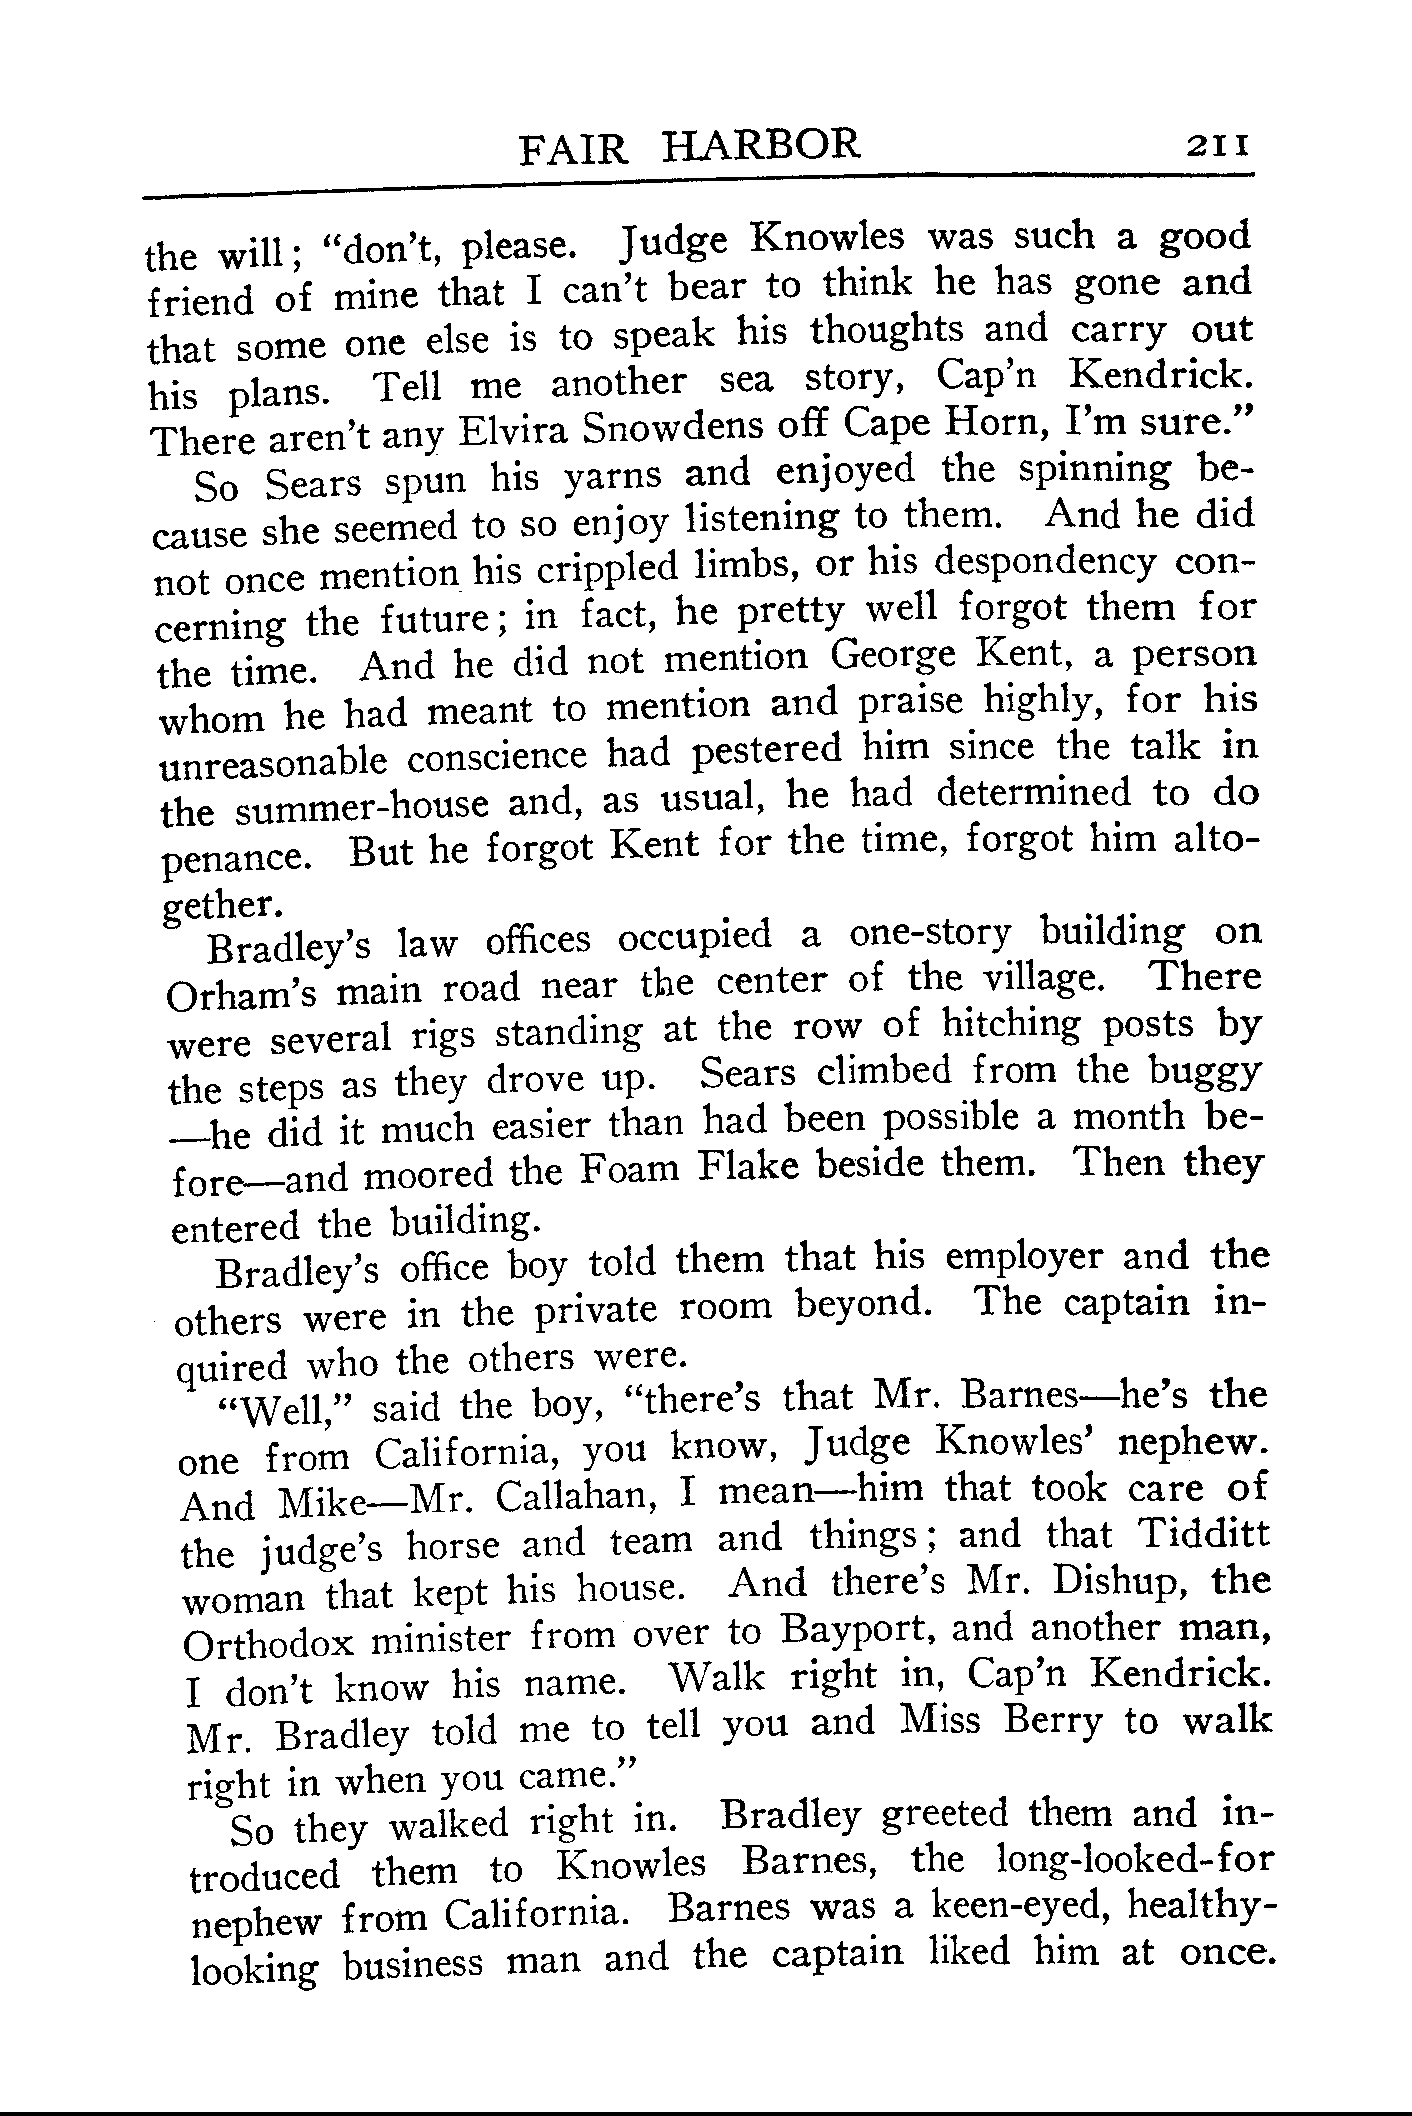 FAIR HARBOR 211
the will; “don’t, please. Judge Knowles was such a good
friend of mine that I can’t bear to think he has gone and
that some one else is to speak his thoughts and carry out
his plans. Tell me another sea story, Cap’n Kendrick.
There aren’t any Elvira Snowdens off Cape Horn, I’m sure.”
So Sears spun his yarns and enjoyed the spinning be-
cause she seemed to so enjoy listening to them. And he did
not once mention his crippled limbs, or his despondency con-
cerning the future; in fact, he pretty well forgot them for
the time. And he did not mention George Kent, a person
whom he had meant to mention and praise highly, for his
unreasonable conscience had pestered him since the talk in
the summer-house and, as usual, he had determined to do
penance. But he forgot Kent for the time, forgot him alto-
gether.
Bradley’s law offices occupied a one-story building on
Orham’s main road near the center of the village. There
were several rigs standing at the row of hitching posts by
the steps as they drove up. Sears climbed from the buggy
—he did it much easier than had been possible a month be-
fore—and moored the Foam Flake beside them. Then they
entered the building.
Bradley’s office boy told them that his employer and the
others were in the private room beyond. The captain in-
quired who the others were.
“Well,” said the boy, “there’s that Mr. Barnes—he’s the
one from California, you know, Judge Knowles’ nephew.
And Mike—Mr. Callahan, I mean—him that took care of
the judge’s horse and team and things; and that Tidditt
woman that kept his house. And there’s Mr. Dishup, the
Orthodox minister from over to Bayport, and another man,
I don’t know his name. Walk right in, Cap’n Kendrick.
Mr. Bradley told me to tell you and Miss Berry to walk
right in when you came.”
So they walked right in. Bradley greeted them and in-
troduced them to Knowles Barnes, the long-looked-for
nephew from California. Barnes was a keen-eyed, healthy-
looking business man and the captain liked him at once.